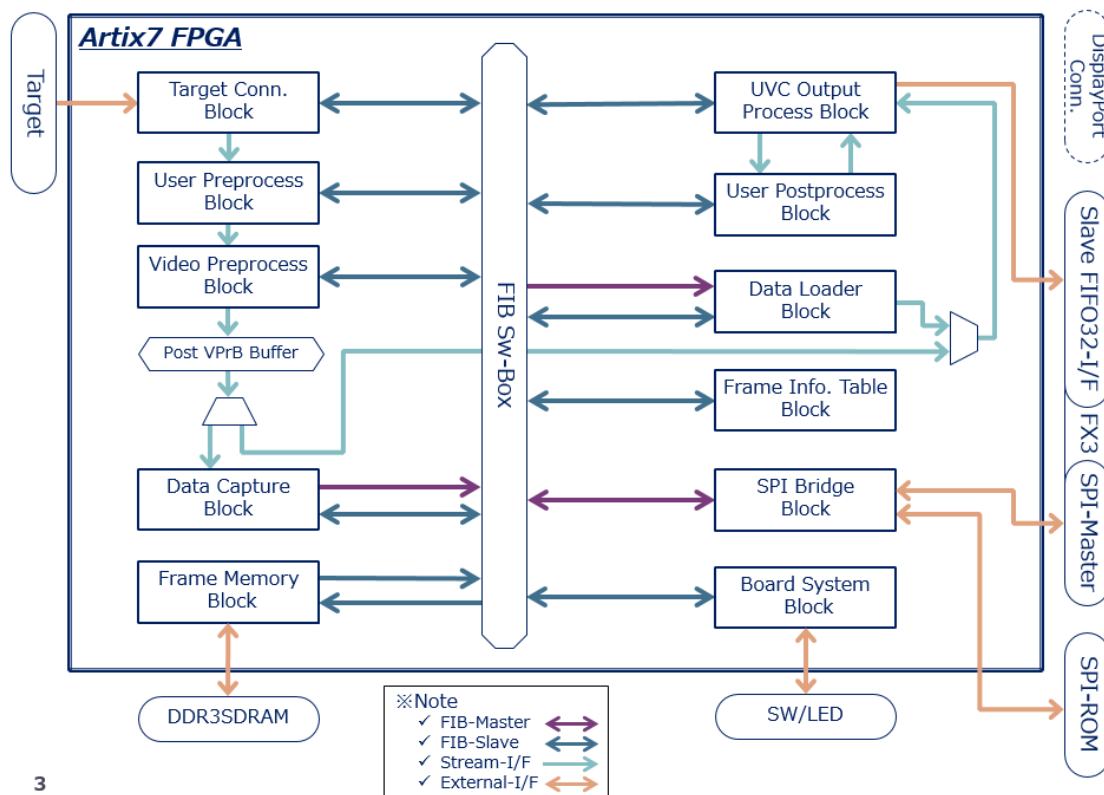 Artix7 FPGA
Target
Target Conn.
Block
User Preprocess
Block
Video Preprocess
Block
Post VPrB Buffer
Data Capture
Block
Frame Memory
Block
DDR3SDRAM
FIB Sw-Box
UVC Output
Process Block
User Postprocess
Block
Data Loader
Block
Frame Info. Table
Block
SPI Bridge
Block
Board System
Block
SW/LED
DisplayPort
Conn.
Slave FIFO32-I/F
FX3
SPI-Master
SPI-ROM
※Note
✓ FIB-Master
✓ FIB-Slave
✓ Stream-I/F
✓ External-I/F
3